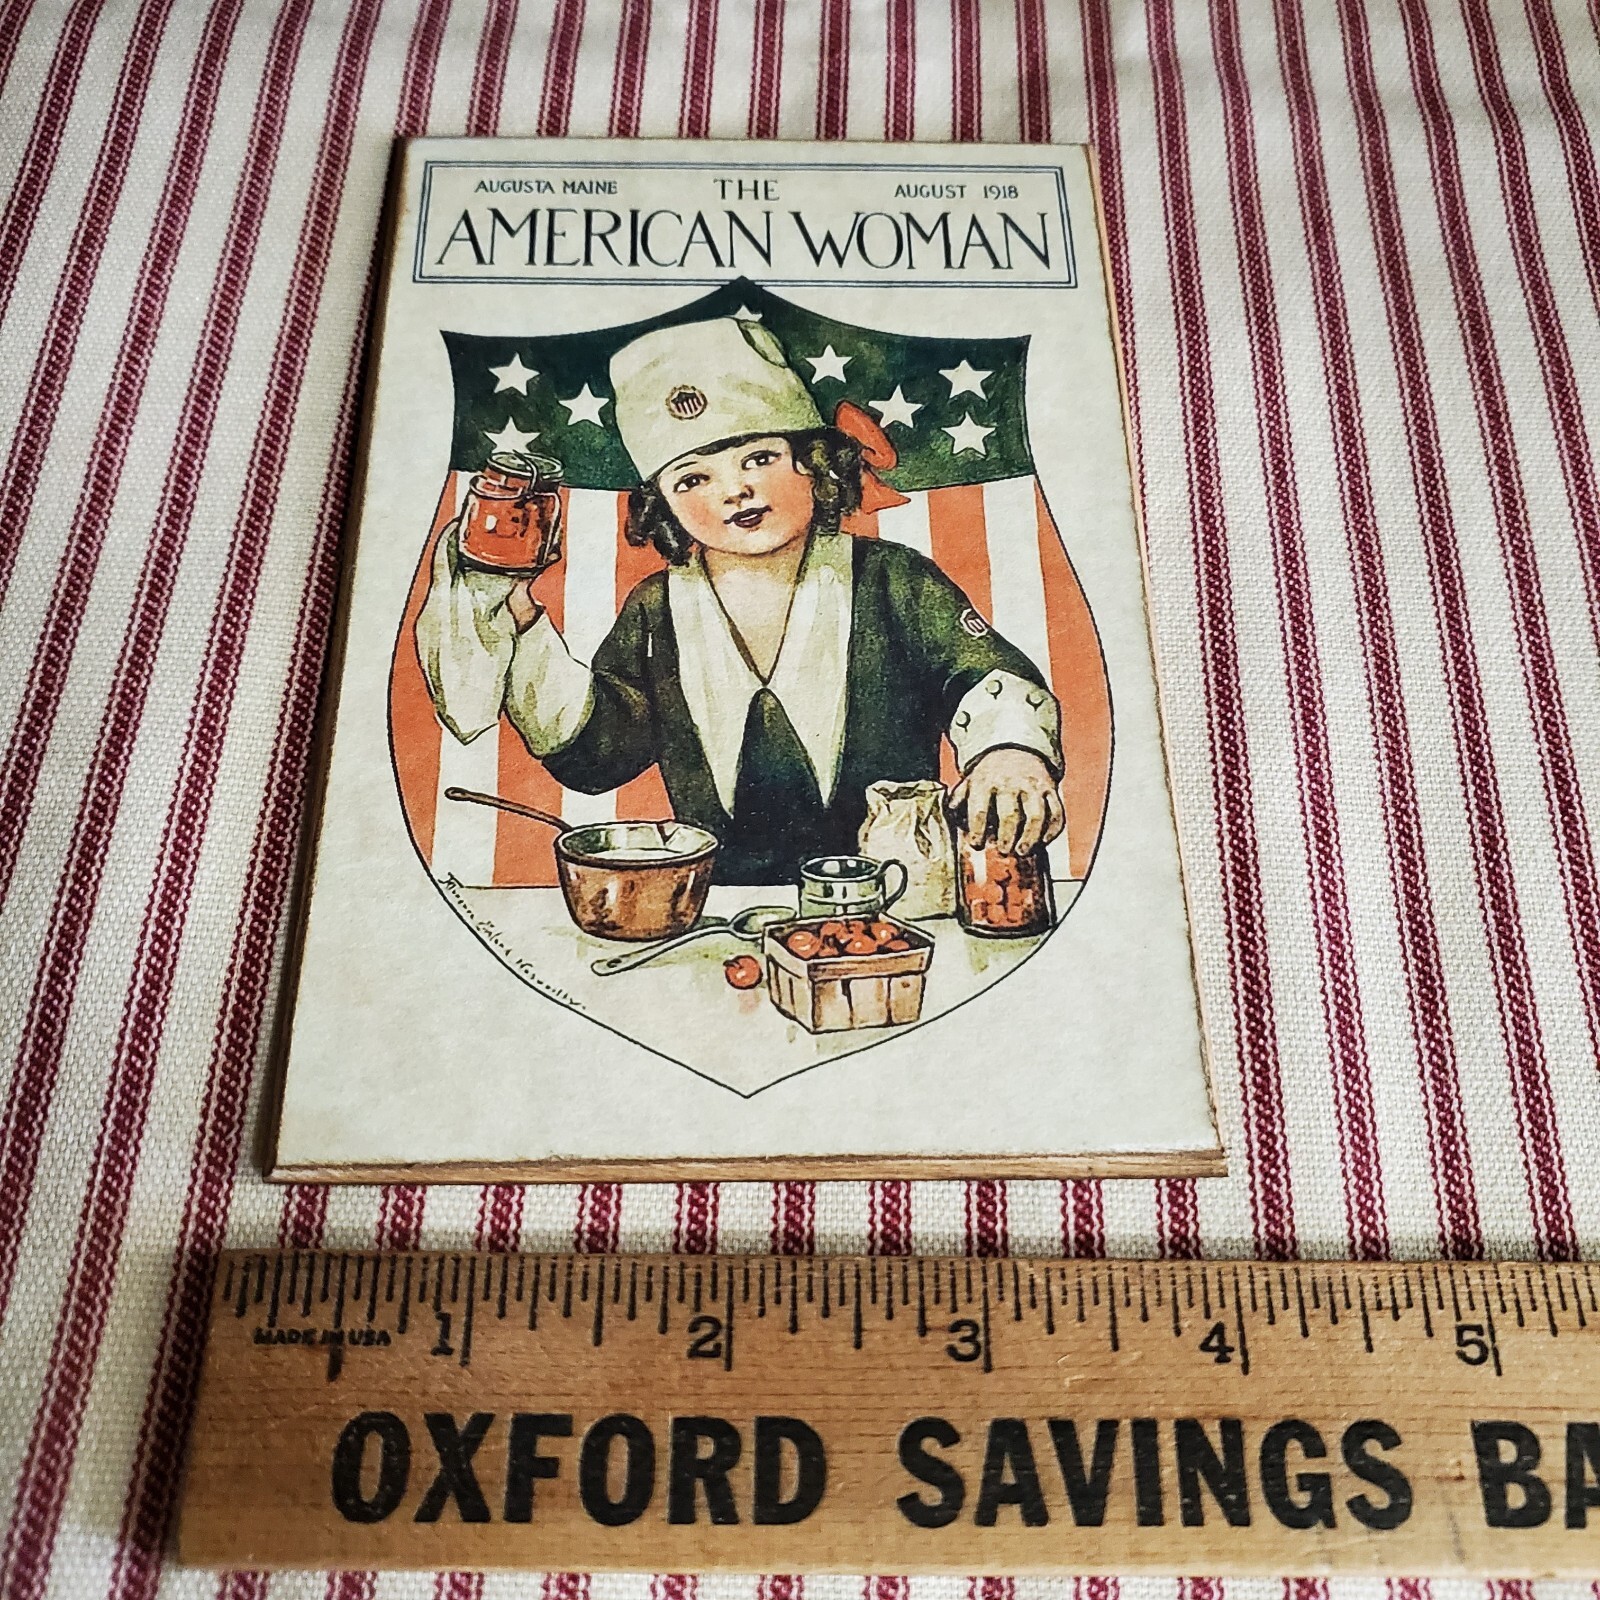 AUGUSTA MAINE THE AUGUST 1918
AMERICAN WOMAN
MADE IN USA
1 2 3 4 5
OXFORD SAVINGS BA